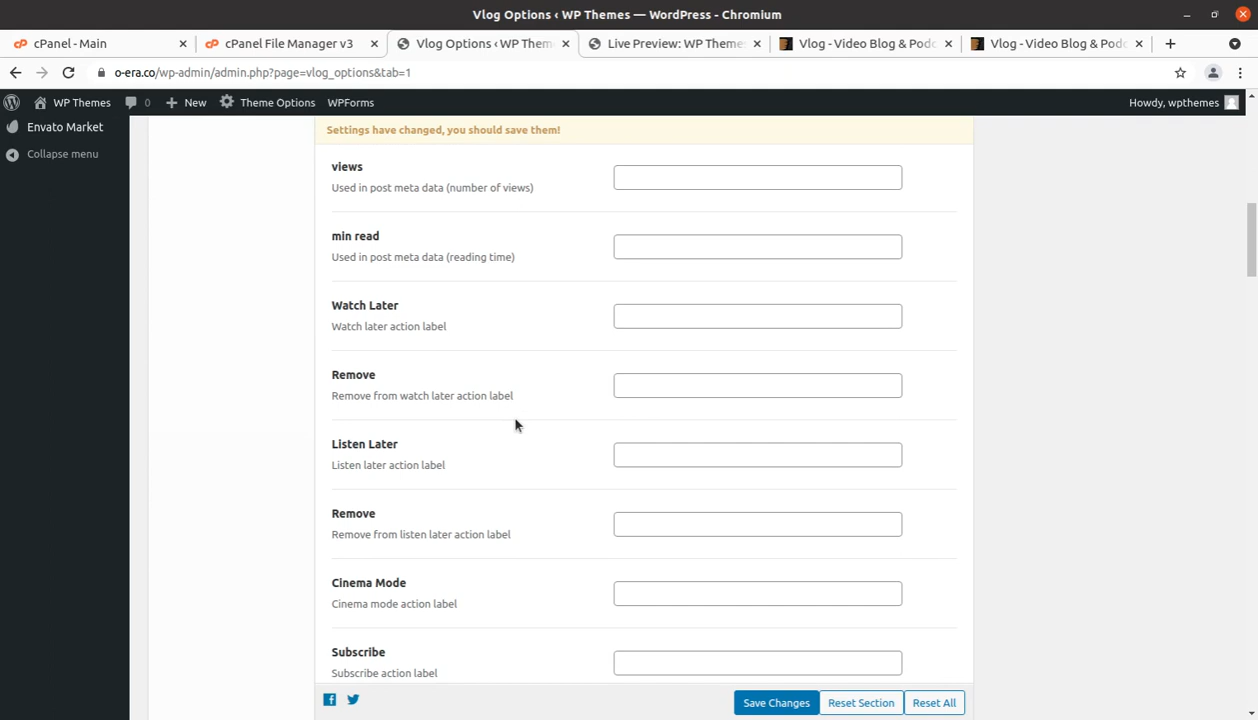 Vlog Options ‹ WP Themes — WordPress - Chromium
cPanel - Main
cPanel File Manager v3
Vlog Options ‹ WP Them
Live Preview: WP Themes
Vlog - Video Blog & Podc
Vlog - Video Blog & Podc
o-era.co/wp-admin/admin.php?page=vlog_options&tab=1
WP Themes
0
New
Theme Options
WPForms
Howdy, wpthemes
Envato Market
Collapse menu
Settings have changed, you should save them!
views
Used in post meta data (number of views)
min read
Used in post meta data (reading time)
Watch Later
Watch later action label
Remove
Remove from watch later action label
Listen Later
Listen later action label
Remove
Remove from listen later action label
Cinema Mode
Cinema mode action label
Subscribe
Subscribe action label
Save Changes
Reset Section
Reset All